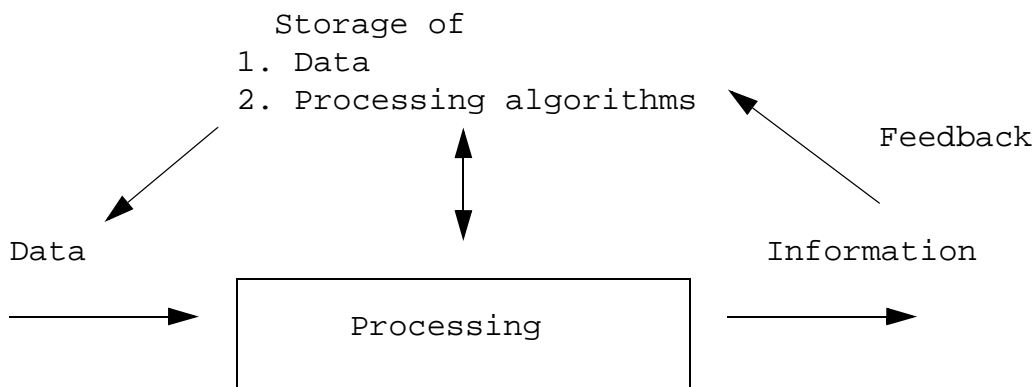 Storage of
1. Data
2. Processing algorithms
Feedback
Data
Information
Processing